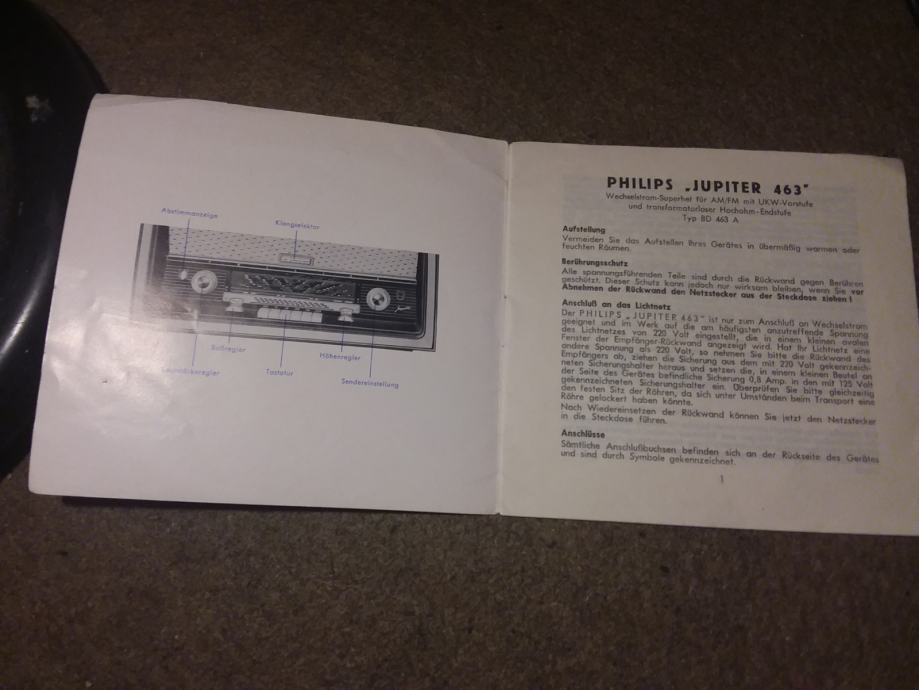 Abstimmanzeige
Klangselektor
Baßregler
Höhenregler
Lautstärkeregler
Tastatur
Sendereinstellung
PHILIPS „JUPITER 463"
Wechselstrom-Superhet für AM/FM mit UKW-Vorstufe
und transformatorloser Hochohm-Endstufe
Typ BD 463 A
Aufstellung
Vermeiden Sie das Aufstellen Ihres Gerätes in übermäßig warmen oder
feuchten Räumen.
Berührungsschutz
Alle spannungsführenden Teile sind durch die Rückwand gegen Berühren
geschützt. Dieser Schutz kann jedoch nur wirksam bleiben, wenn Sie vor
Abnehmen der Rückwand den Netzstecker aus der Steckdose ziehen!
Anschluß an das Lichtnetz
Der PHILIPS „JUPITER 463" ist nur zum Anschluß an Wechselstrom
geeignet und im Werk auf die am häufigsten anzutreffende Spannung
des Lichtnetzes von 220 Volt eingestellt, die in einem kleinen ovalen
Fenster der Empfänger-Rückwand angezeigt wird. Hat Ihr Lichtnetz eine
andere Spannung als 220 Volt, so nehmen Sie bitte die Rückwand des
Empfängers ab, ziehen die Sicherung aus dem mit 220 Volt gekennzeich-
neten Sicherungshalter heraus und setzen die, in einem kleinen Beutel an
der Seite des Gerätes befindliche Sicherung 0,8 Amp. in den mit 125 Volt
gekennzeichneten Sicherungshalter ein. Überprüfen Sie bitte gleichzeitig
den festen Sitz der Röhren, da sich unter Umständen beim Transport eine
Röhre gelockert haben könnte.
Nach Wiedereinsetzen der Rückwand können Sie jetzt den Netzstecker
in die Steckdose führen.
Anschlüsse
Sämtliche Anschlußbuchsen befinden sich an der Rückseite des Gerätes
und sind durch Symbole gekennzeichnet.
1